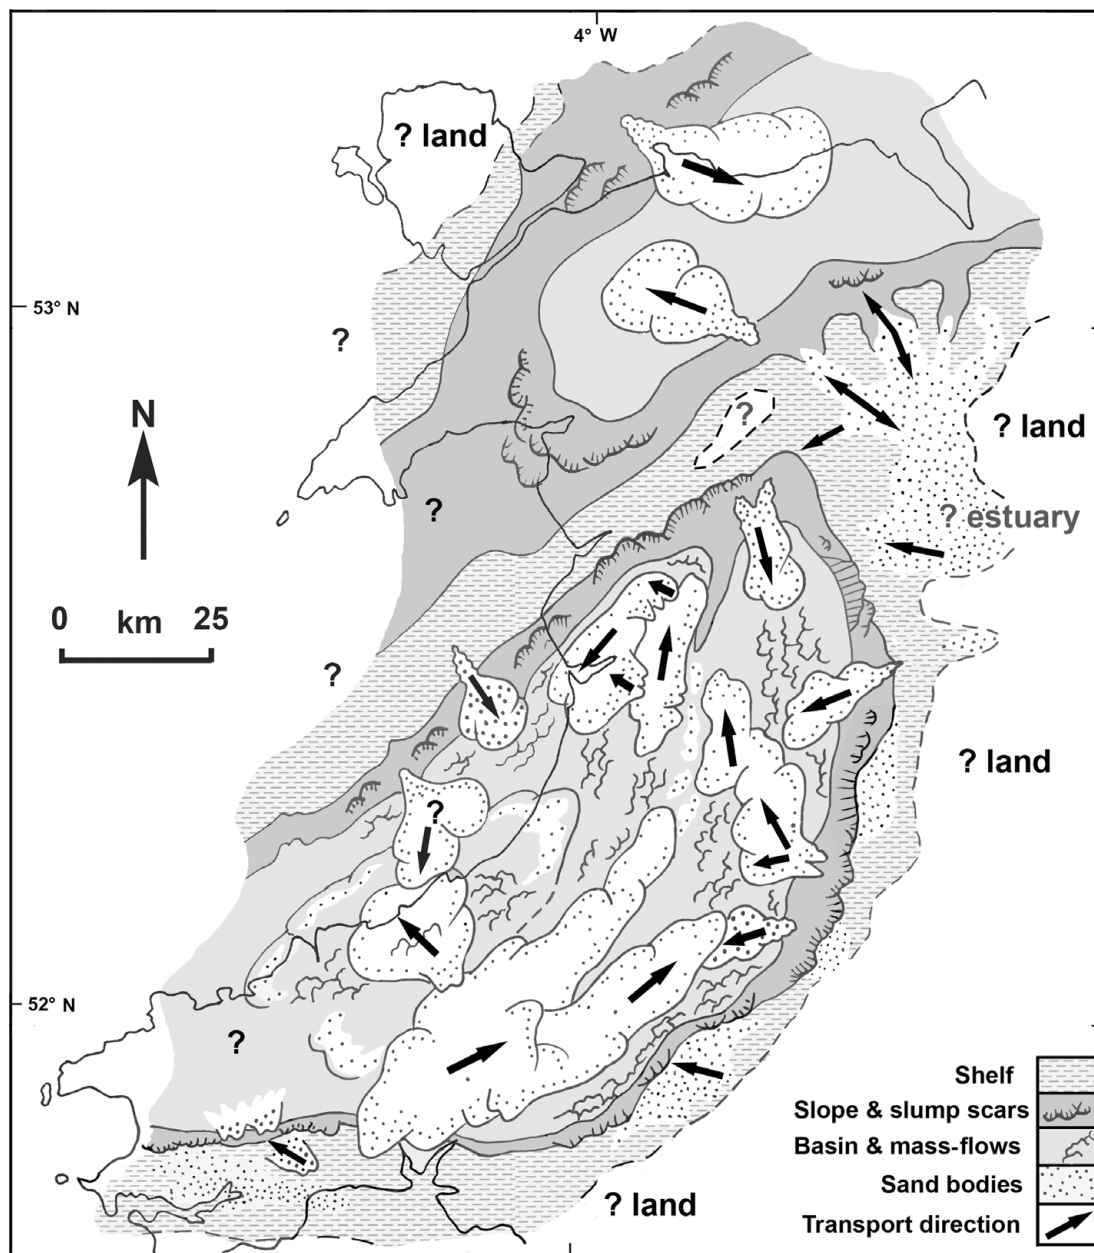 4° W
? land
53° N
?
?
? land
N
?
? estuary
0 km 25
?
? land
?
52° N
?
Shelf
Slope & slump scars
Basin & mass-flows
Sand bodies
? land
Transport direction